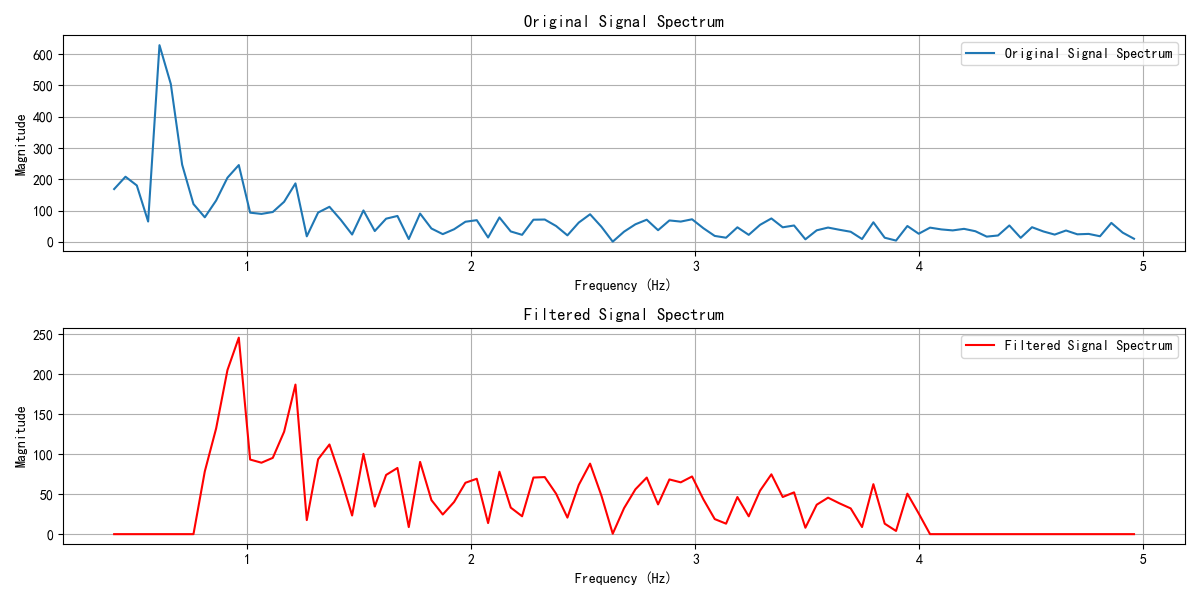 Original Signal Spectrum
Original Signal Spectrum
600
500
400
300
200
100
0
Magnitude
1 2 3 4 5
Frequency (Hz)
Filtered Signal Spectrum
Filtered Signal Spectrum
250
200
150
100
50
0
Magnitude
1 2 3 4 5
Frequency (Hz)